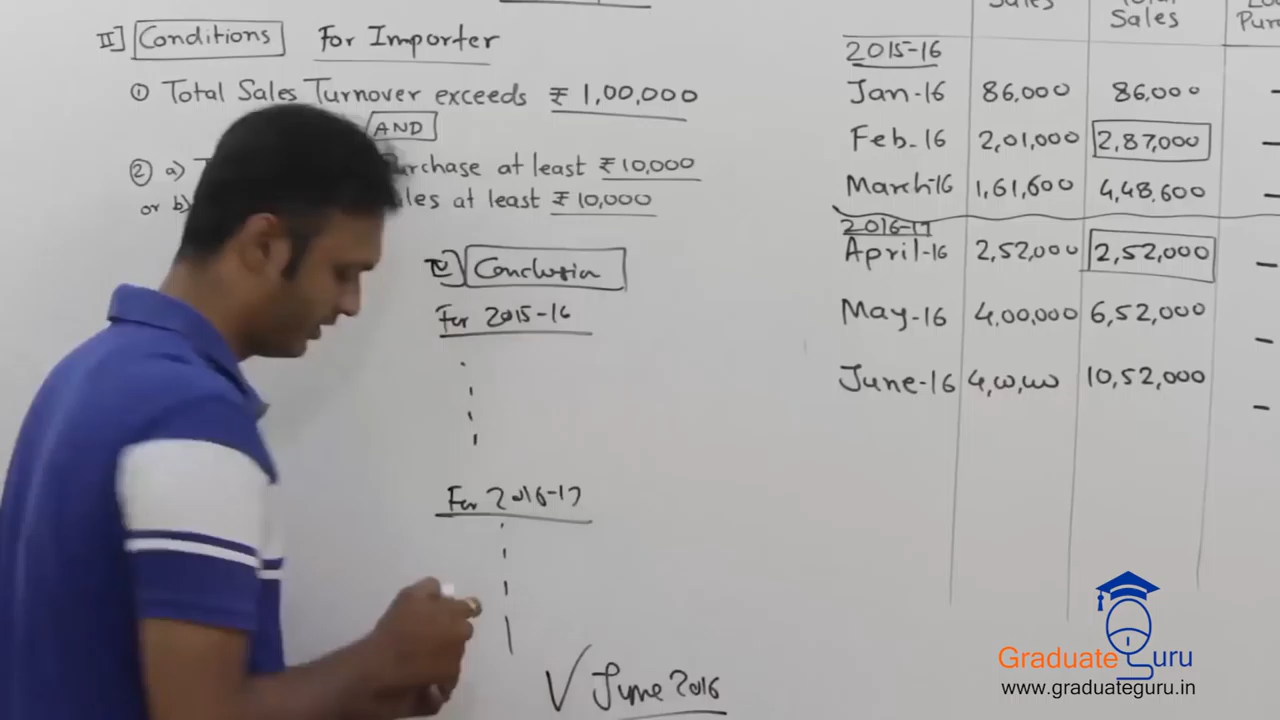 II] Conditions For Importer
① Total Sales Turnover exceeds ₹ 1,00,000
AND
② a) at least ₹10,000
or b) at least ₹10,000
IV] Conclusion
For 2015-16
For 2016-17
√ June 2016
Sales
Sales
2015-16
Jan-16 86,000 86,000
Feb-16 2,01,000 2,87,000
March-16 1,61,600 4,48,600
2016-17
April-16 2,52,000 2,52,000
May-16 4,00,000 6,52,000
June-16 4,00,000 10,52,000
Graduate Guru
www.graduateguru.in